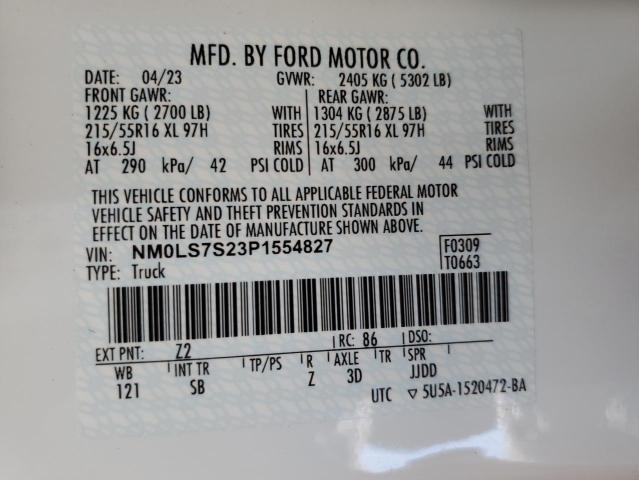 MFD. BY FORD MOTOR CO.
DATE: 04/23 GVWR: 2405 KG ( 5302 LB)
FRONT GAWR: REAR GAWR:
1225 KG ( 2700 LB) WITH 1304 KG ( 2875 LB) WITH
215/55R16 XL 97H TIRES 215/55R16 XL 97H TIRES
16x6.5J RIMS 16x6.5J RIMS
AT 290 kPa/ 42 PSI COLD AT 300 kPa/ 44 PSI COLD
THIS VEHICLE CONFORMS TO ALL APPLICABLE FEDERAL MOTOR
VEHICLE SAFETY AND THEFT PREVENTION STANDARDS IN
EFFECT ON THE DATE OF MANUFACTURE SHOWN ABOVE.
VIN: NM0LS7S23P1554827 F0309
TYPE: Truck T0663
EXT PNT: Z2 RC: 86 DSO:
WB INT TR TP/PS R AXLE TR SPR
121 SB Z 3D JJDD
UTC ▽ 5U5A-1520472-BA